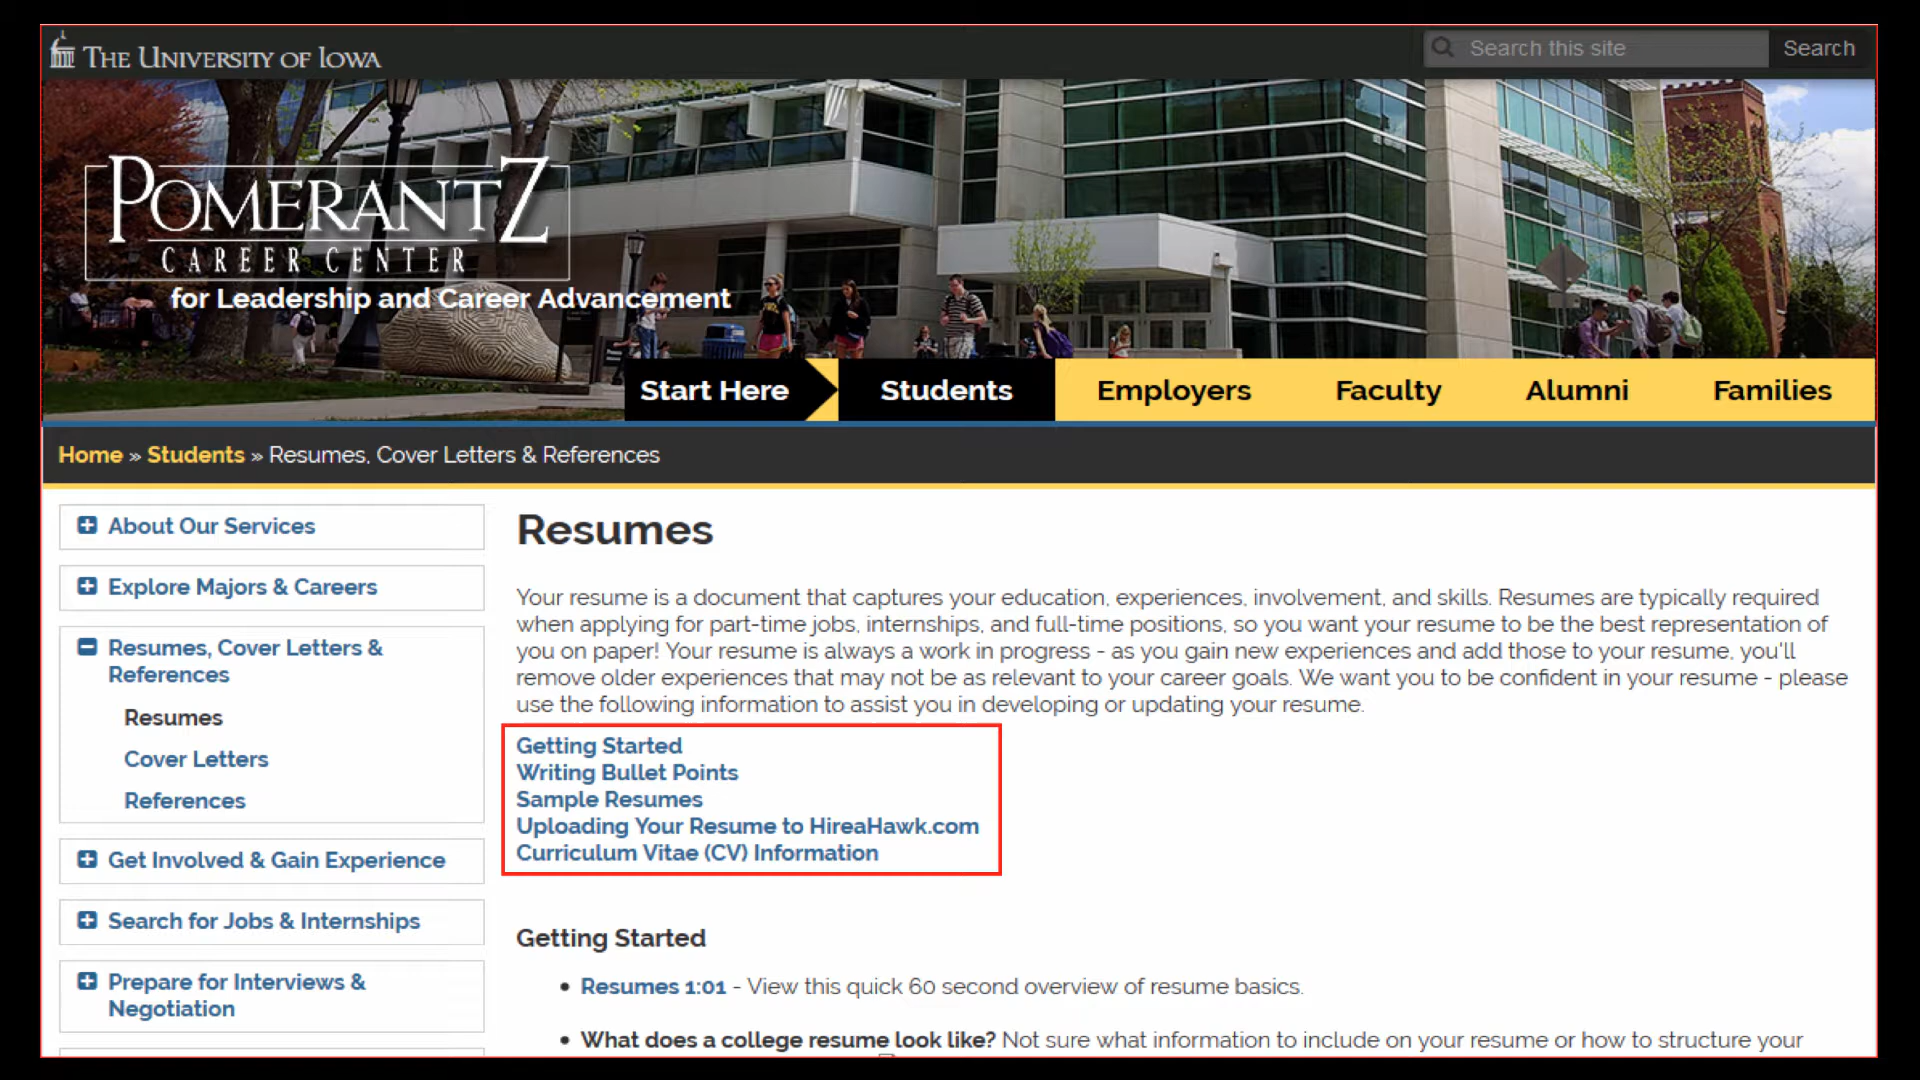 THE UNIVERSITY OF IOWA
Search this site
Search
POMERANTZ
CAREER CENTER
for Leadership and Career Advancement
Start Here
Students
Employers
Faculty
Alumni
Families
Home » Students » Resumes, Cover Letters & References
About Our Services
Explore Majors & Careers
Resumes, Cover Letters &
References
Resumes
Cover Letters
References
Get Involved & Gain Experience
Search for Jobs & Internships
Prepare for Interviews &
Negotiation
Resumes
Your resume is a document that captures your education, experiences, involvement, and skills. Resumes are typically required
when applying for part-time jobs, internships, and full-time positions, so you want your resume to be the best representation of
you on paper! Your resume is always a work in progress - as you gain new experiences and add those to your resume, you'll
remove older experiences that may not be as relevant to your career goals. We want you to be confident in your resume - please
use the following information to assist you in developing or updating your resume.
Getting Started
Writing Bullet Points
Sample Resumes
Uploading Your Resume to HireaHawk.com
Curriculum Vitae (CV) Information
Getting Started
• Resumes 1:01 - View this quick 60 second overview of resume basics.
• What does a college resume look like? Not sure what information to include on your resume or how to structure your